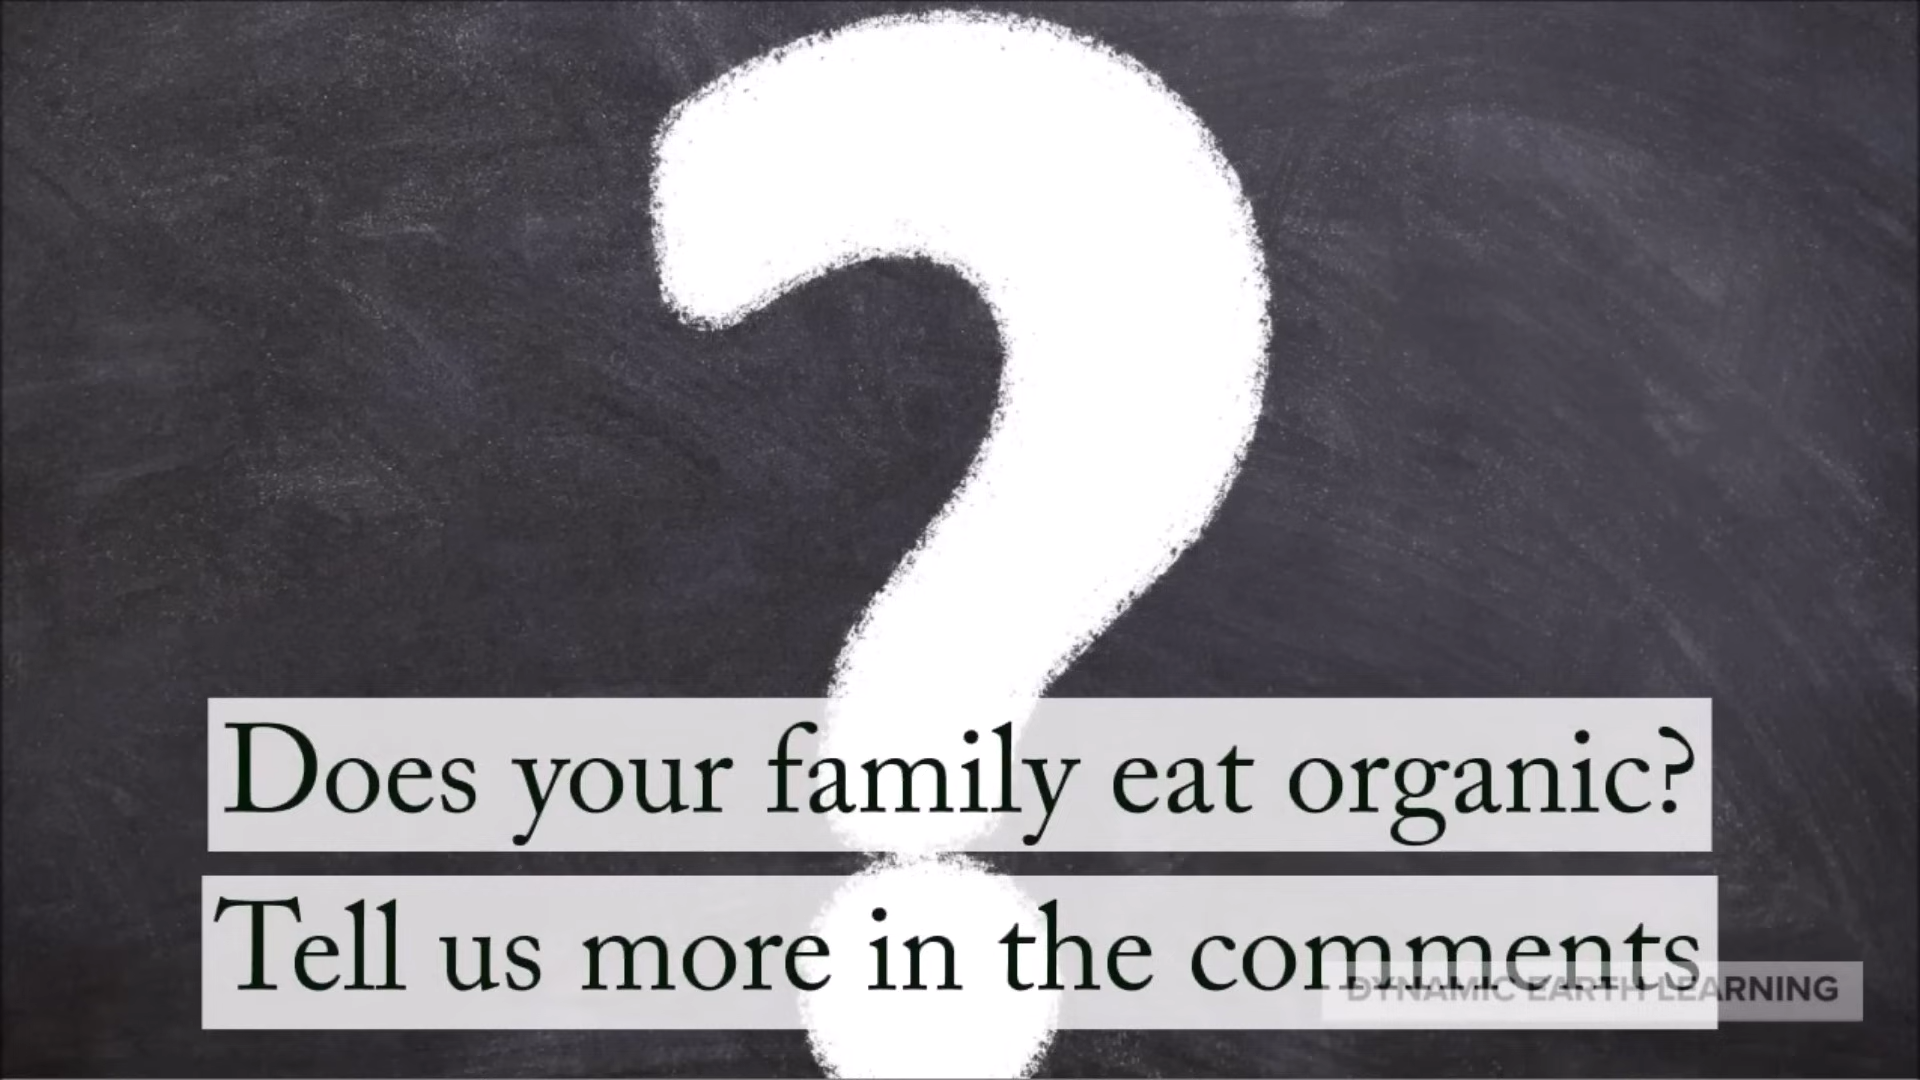 Does your family eat organic?
Tell us more in the comments
DYNAMIC EARTH LEARNING